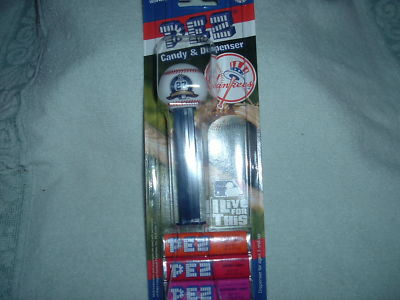 PEZ
Candy & Dispenser
Yankees
I Live
FOR
THIS
PEZ
PEZ
PEZ